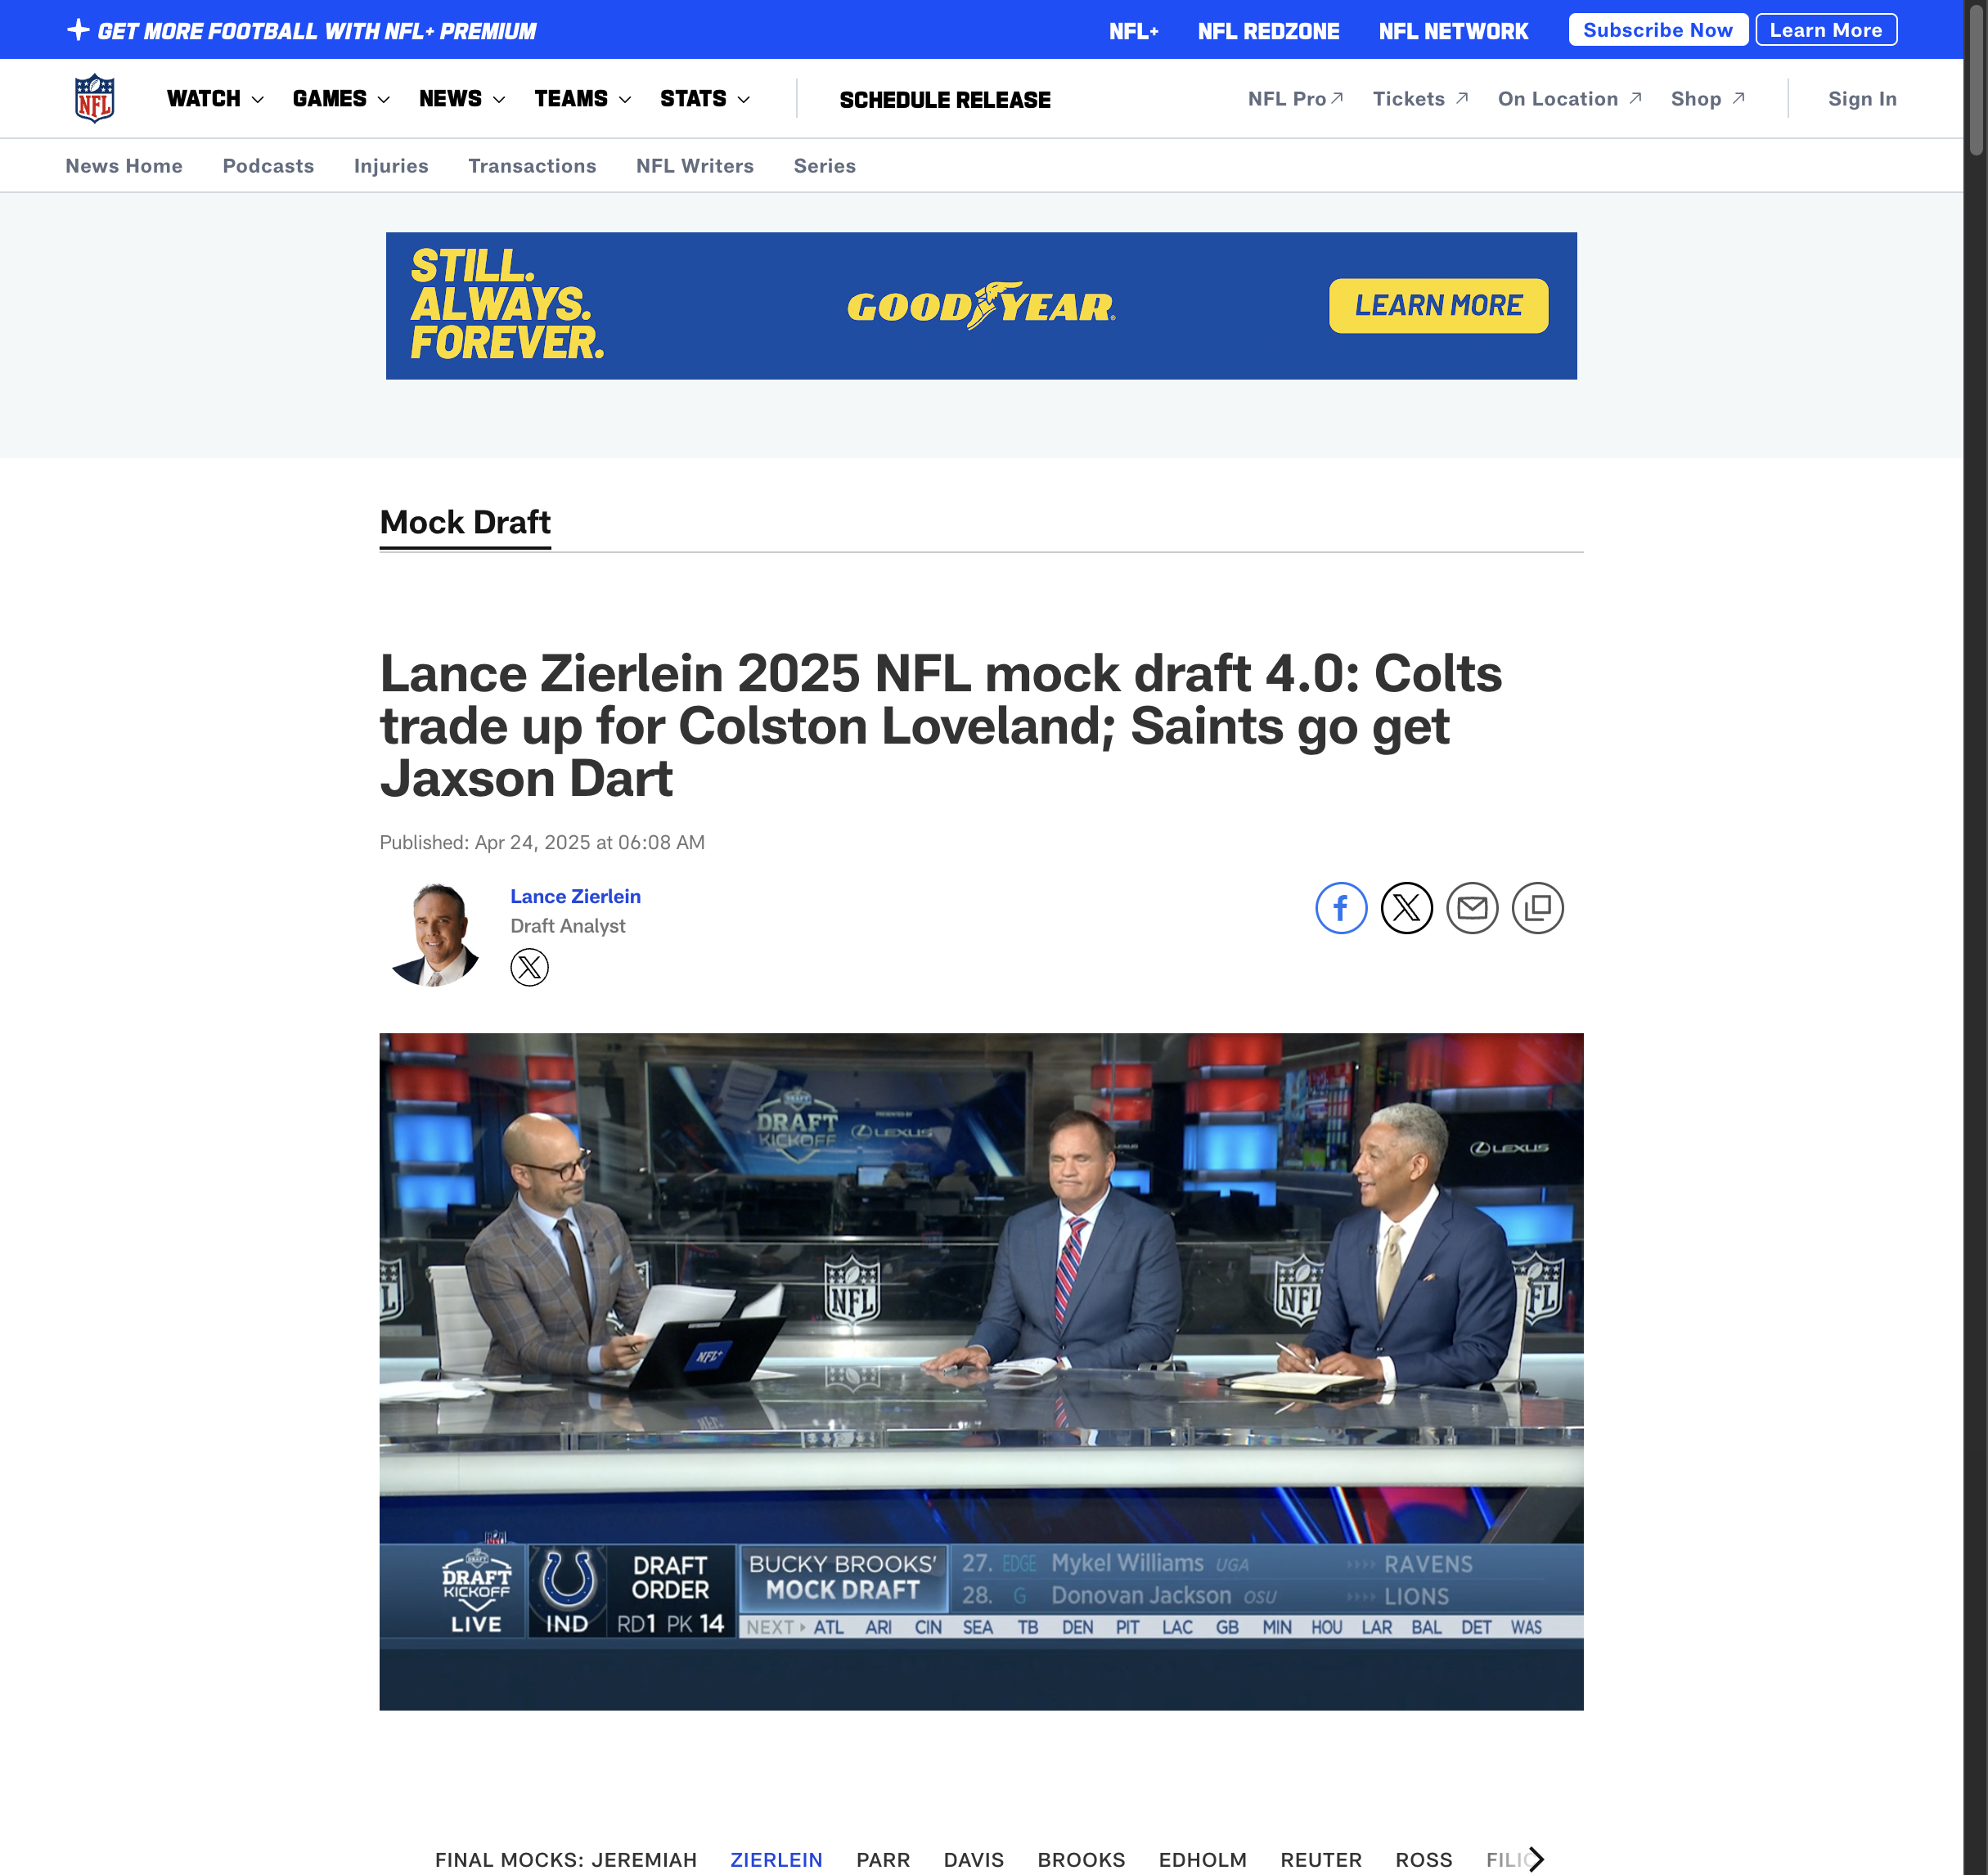 GET MORE FOOTBALL WITH NFL+ PREMIUM
NFL+ NFL REDZONE NFL NETWORK Subscribe Now Learn More
NFL WATCH GAMES NEWS TEAMS STATS SCHEDULE RELEASE NFL Pro Tickets On Location Shop Sign In
News Home Podcasts Injuries Transactions NFL Writers Series
STILL.
ALWAYS.
FOREVER.
GOODYEAR
LEARN MORE
Mock Draft
Lance Zierlein 2025 NFL mock draft 4.0: Colts
trade up for Colston Loveland; Saints go get
Jaxson Dart
Published: Apr 24, 2025 at 06:08 AM
Lance Zierlein
Draft Analyst
DRAFT
KICKOFF
PRESENTED BY
LEXUS
LEXUS
NFL
NFL
NFL+
DRAFT
KICKOFF
LIVE
IND
DRAFT
ORDER
RD1 PK 14
BUCKY BROOKS'
MOCK DRAFT
27. EDGE Mykel Williams UGA RAVENS
28. G Donovan Jackson OSU LIONS
NEXT ATL ARI CIN SEA TB DEN PIT LAC GB MIN HOU LAR BAL DET WAS
FINAL MOCKS: JEREMIAH ZIERLEIN PARR DAVIS BROOKS EDHOLM REUTER ROSS